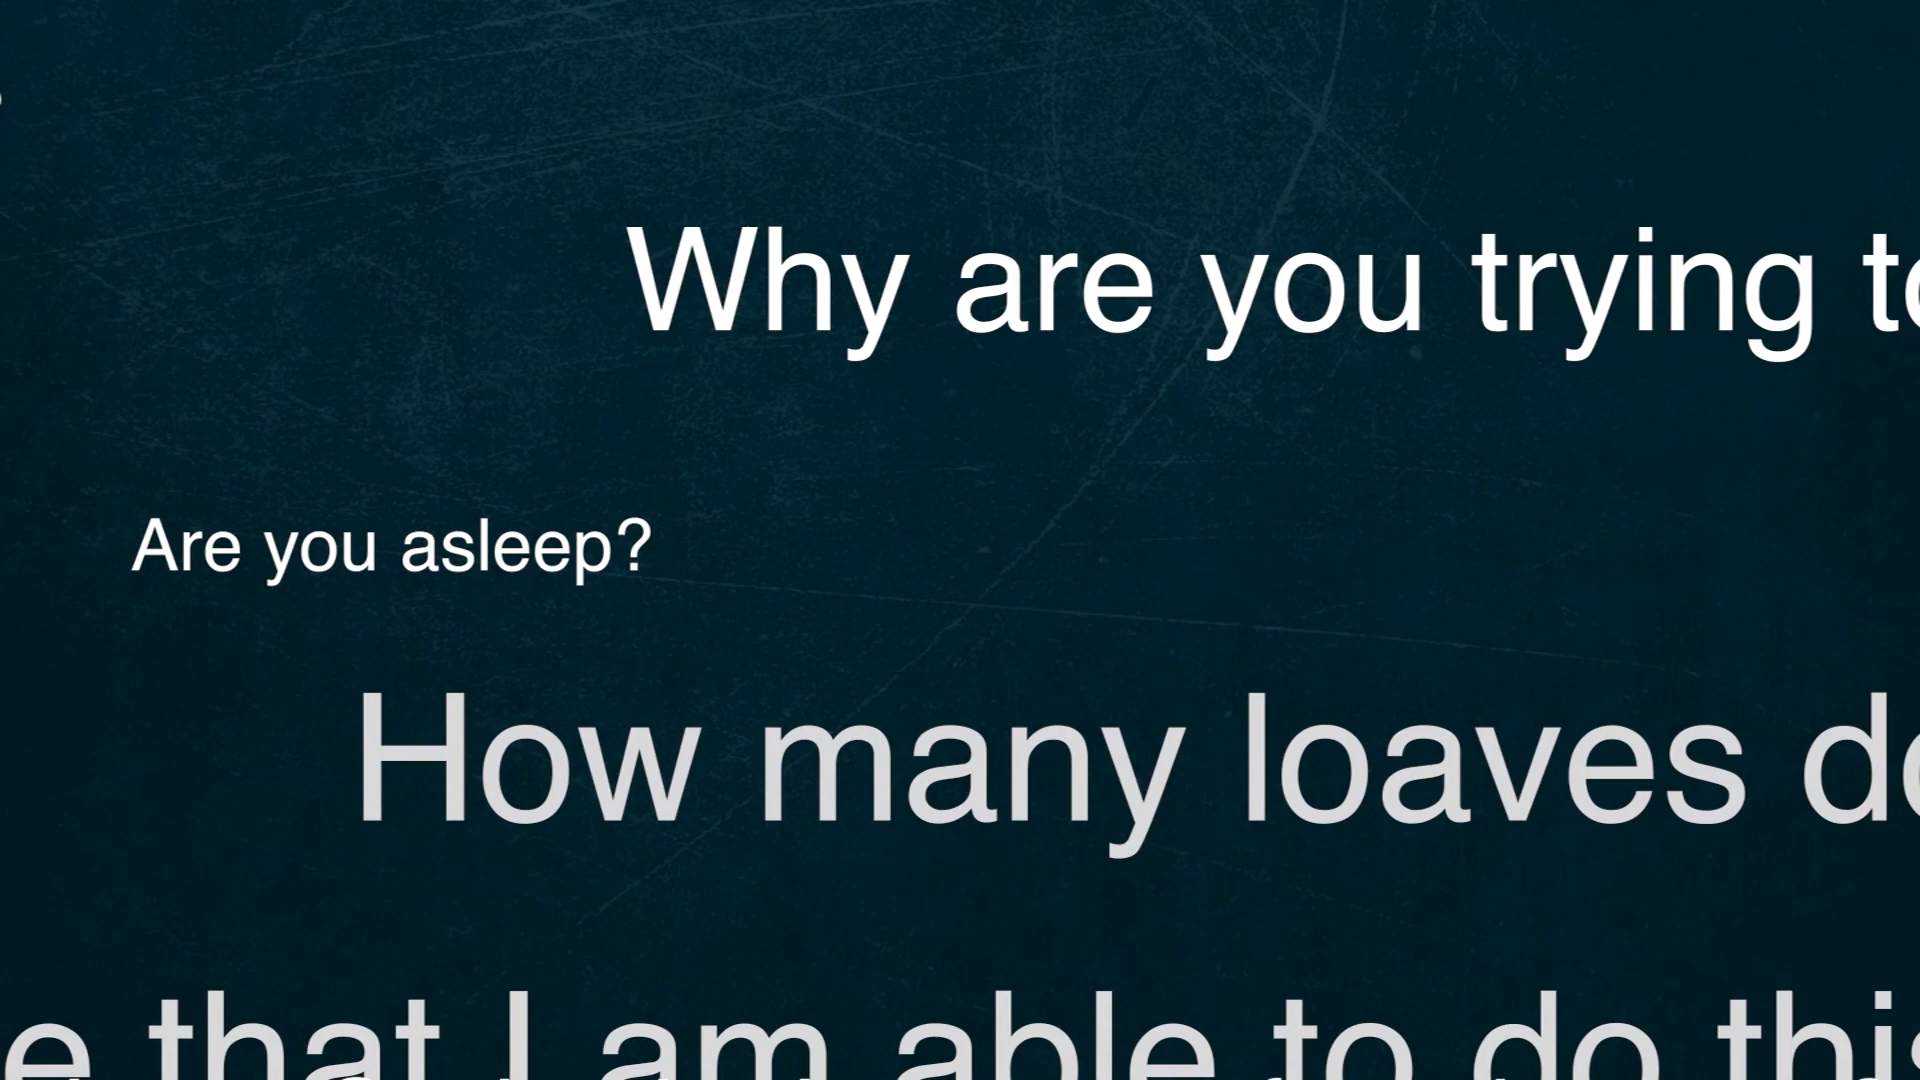 Why are you trying to
Are you asleep?
How many loaves do
e that I am able to do this